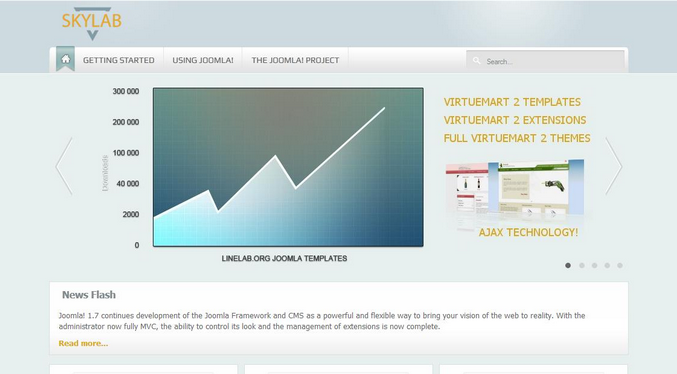 SKYLAB
GETTING STARTED
USING JOOMLA!
THE JOOMLA! PROJECT
Search...
300 000
200 000
100 000
40 000
2000
0
Downloads
LINELAB.ORG JOOMLA TEMPLATES
VIRTUEMART 2 TEMPLATES
VIRTUEMART 2 EXTENSIONS
FULL VIRTUEMART 2 THEMES
AJAX TECHNOLOGY!
News Flash
Joomla! 1.7 continues development of the Joomla Framework and CMS as a powerful and flexible way to bring your vision of the web to reality. With the
administrator now fully MVC, the ability to control its look and the management of extensions is now complete.
Read more...